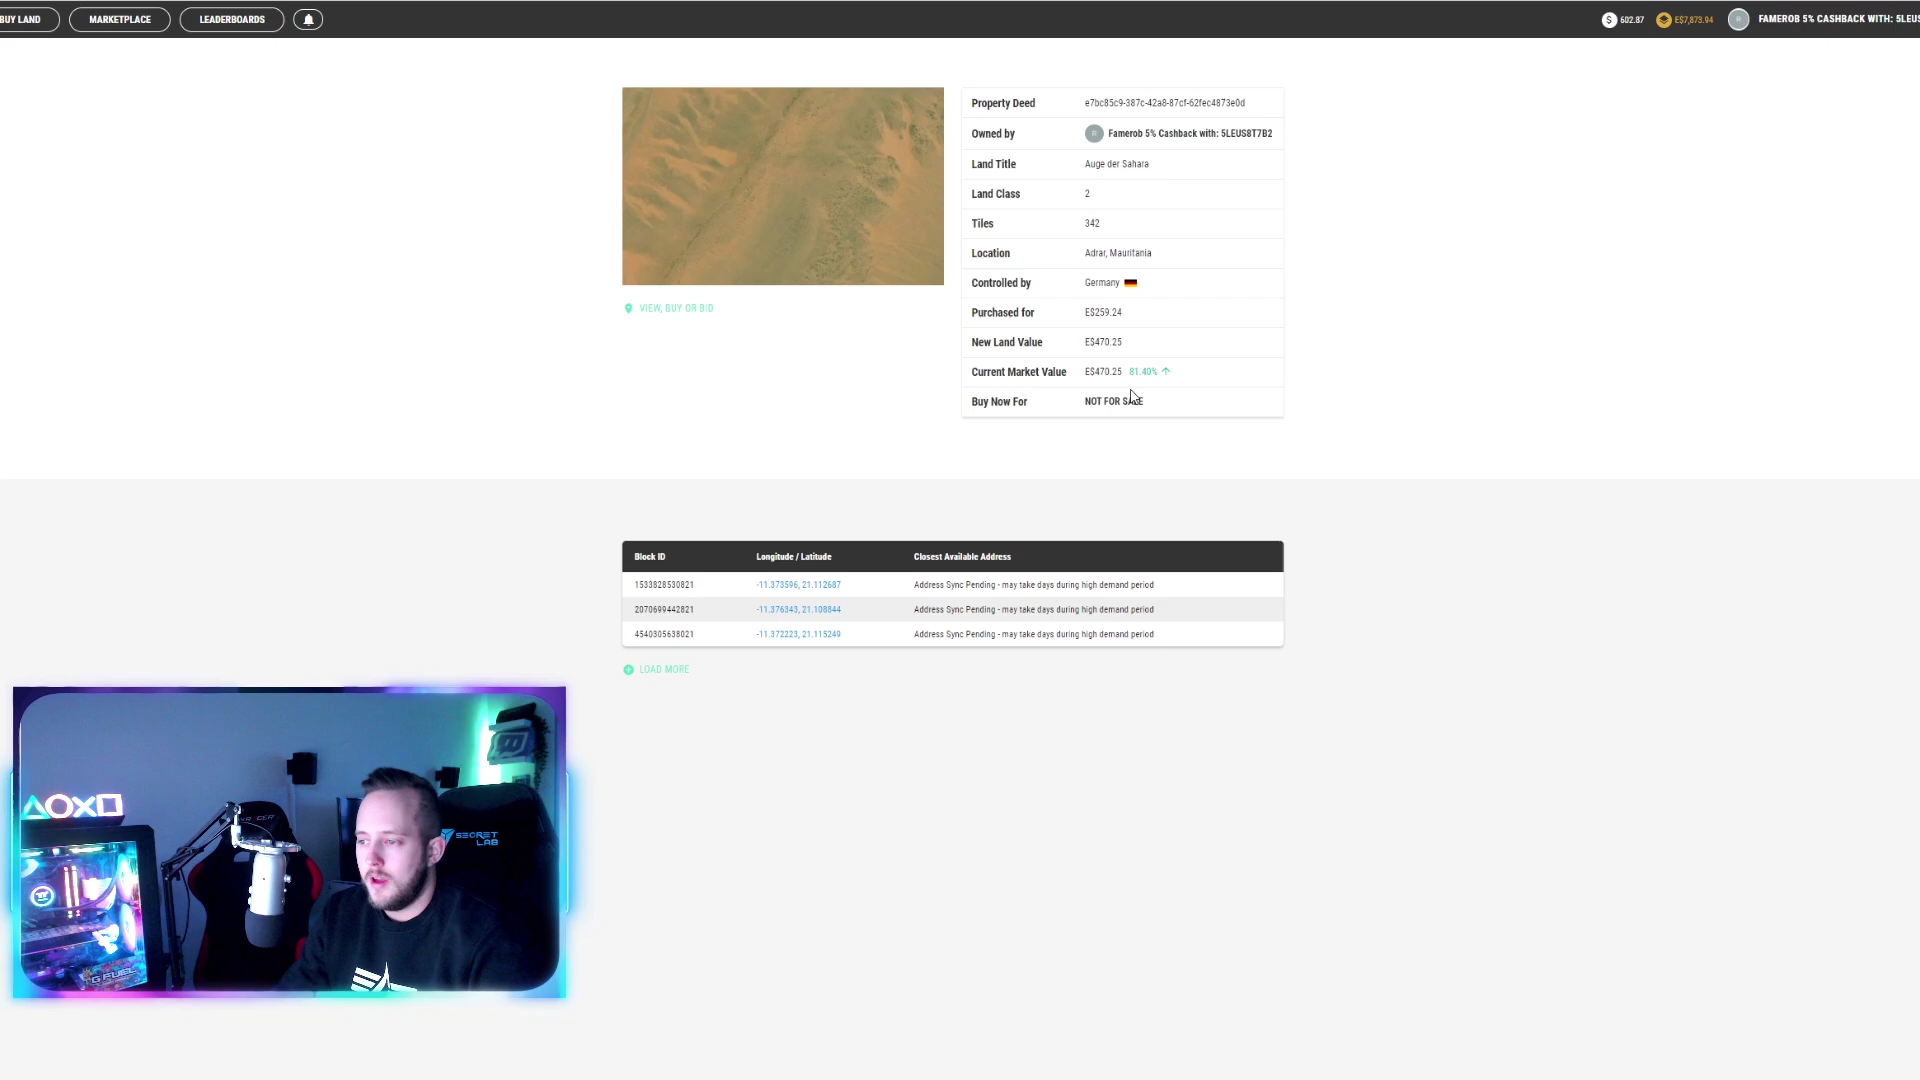 BUY LAND
MARKETPLACE
LEADERBOARDS
602.87
E$7,873.94
FAMEROB 5% CASHBACK WITH: 5LEUS
Property Deed e7bc85c9-387c-42a8-87cf-62fec4873e0d
Owned by Famerob 5% Cashback with: 5LEUS8T7B2
Land Title Auge der Sahara
Land Class 2
Tiles 342
Location Adrar, Mauritania
Controlled by Germany
Purchased for E$259.24
New Land Value E$470.25
Current Market Value E$470.25 81.40%
Buy Now For NOT FOR SALE
VIEW, BUY OR BID
Block ID Longitude / Latitude Closest Available Address
1533828530821 -11.373596, 21.112687 Address Sync Pending - may take days during high demand period
2070699442821 -11.376343, 21.108844 Address Sync Pending - may take days during high demand period
4540305638021 -11.372223, 21.115249 Address Sync Pending - may take days during high demand period
LOAD MORE
SECRET
LAB
G FUEL